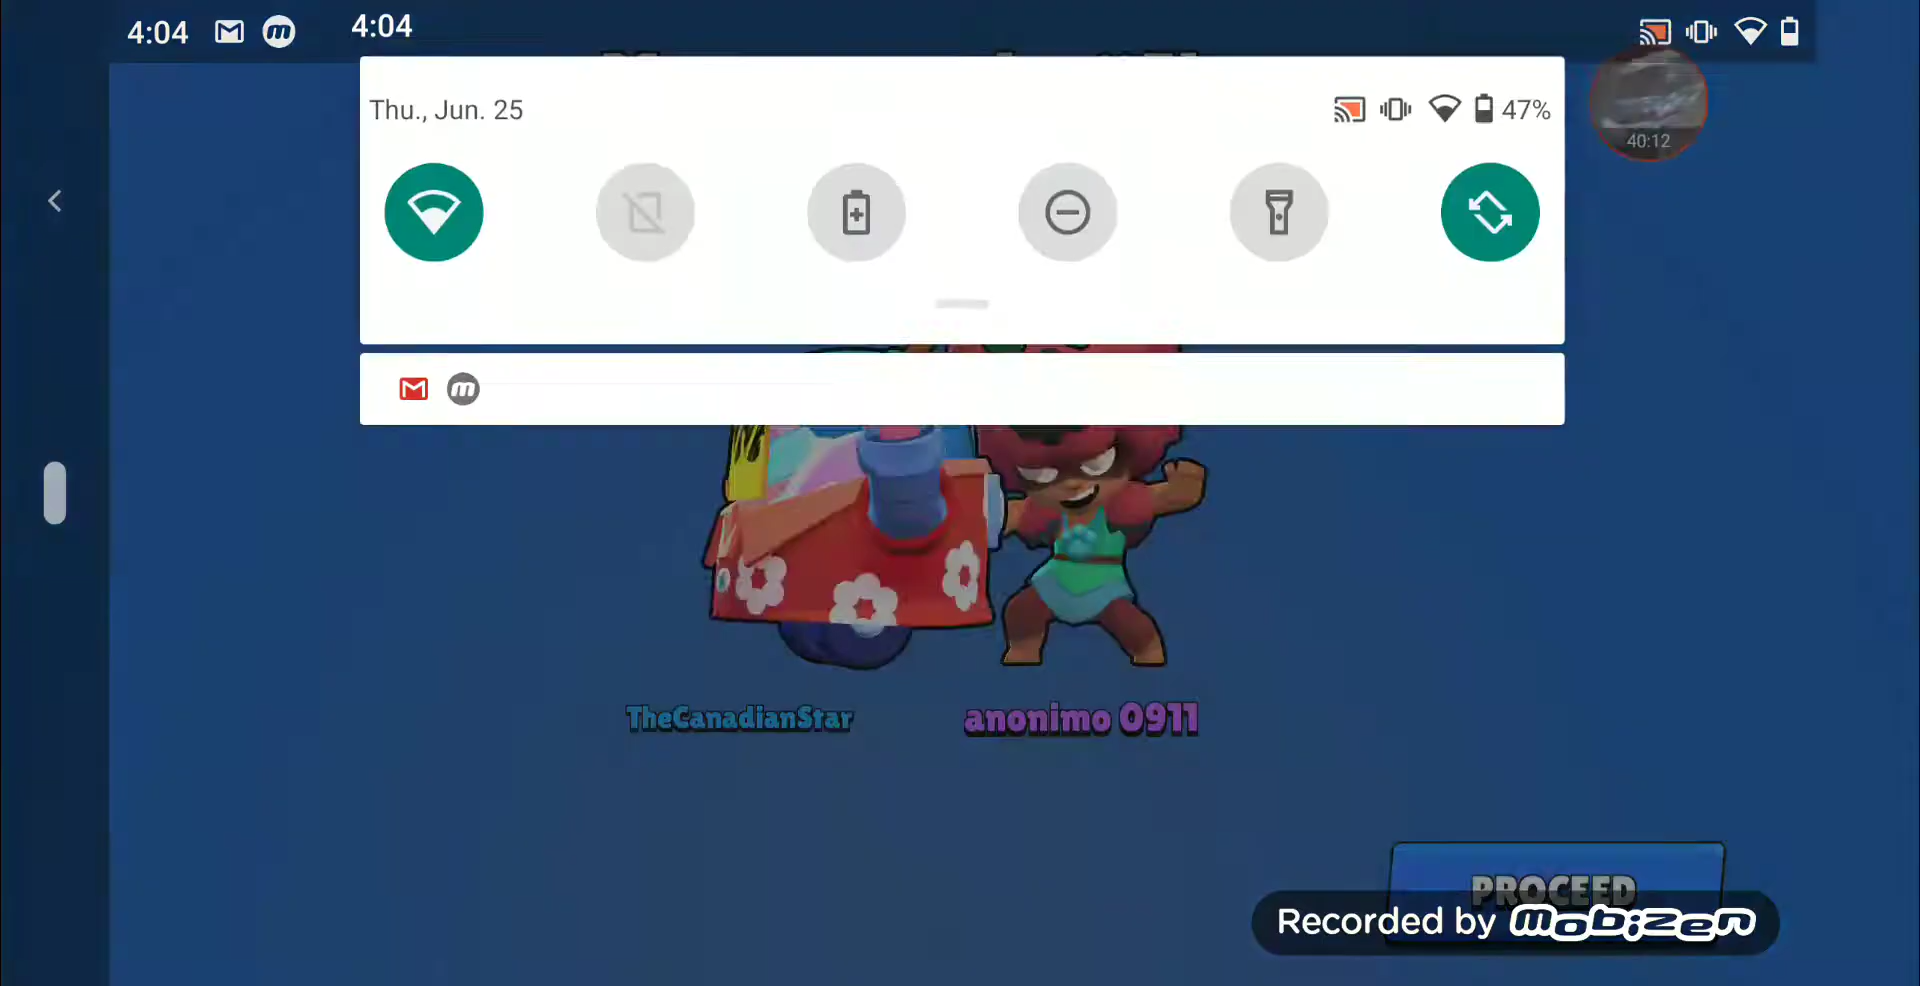 4:04
4:04
Thu., Jun. 25
47%
40:12
TheCanadianStar
anonimo 0911
PROCEED
Recorded by mobizen